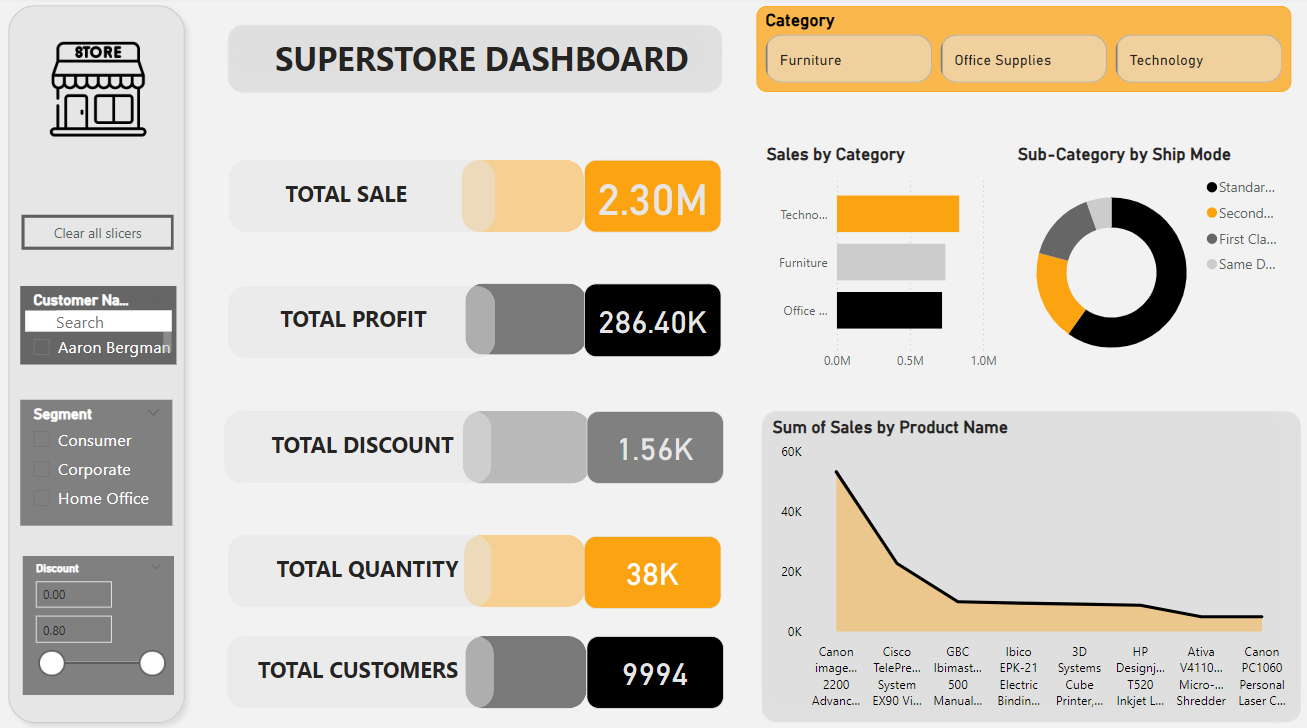 STORE
Clear all slicers
Customer Na...
Search
Aaron Bergman
Segment
Consumer
Corporate
Home Office
Discount
0.00
0.80
SUPERSTORE DASHBOARD
TOTAL SALE
2.30M
TOTAL PROFIT
286.40K
TOTAL DISCOUNT
1.56K
TOTAL QUANTITY
38K
TOTAL CUSTOMERS
9994
Category
Furniture
Office Supplies
Technology
Sales by Category
Techno...
Furniture
Office ...
0.0M 0.5M 1.0M
Sub-Category by Ship Mode
Standar...
Second...
First Cla...
Same D...
Sum of Sales by Product Name
60K
40K
20K
0K
Canon
image...
2200
Advanc...
Cisco
TelePre...
System
EX90 Vi...
GBC
Ibimast...
500
Manual...
Ibico
EPK-21
Electric
Bindin...
3D
Systems
Cube
Printer,...
HP
Designj...
T520
Inkjet L...
Ativa
V4110...
Micro-...
Shredder
Canon
PC1060
Personal
Laser C...